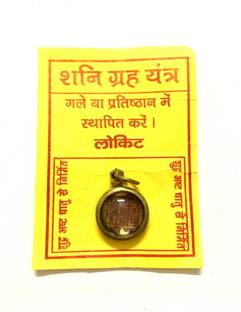 शनि ग्रह यंत्र
गले या प्रतिष्ठान में
स्थापित करें ।
लोकिट
शुद्ध अष्ट धातु से निर्मित
शुद्ध अष्ट धातु से निर्मित